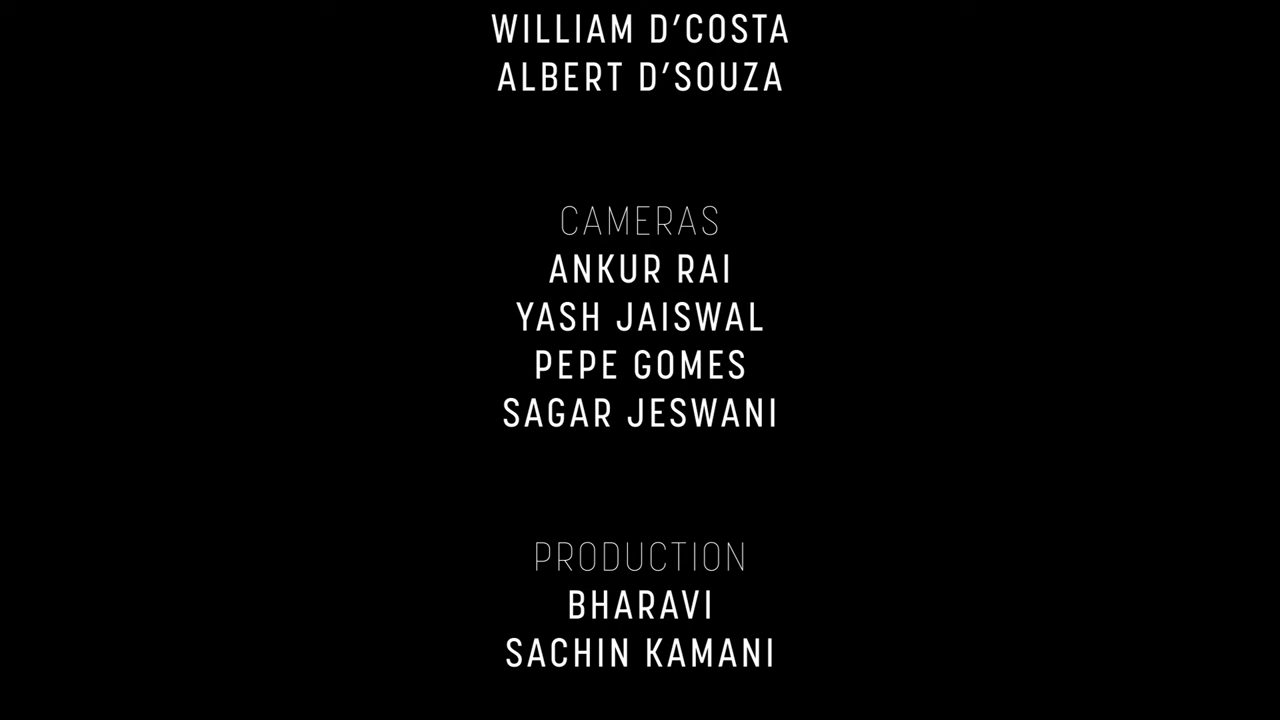 WILLIAM D'COSTA
ALBERT D'SOUZA
CAMERAS
ANKUR RAI
YASH JAISWAL
PEPE GOMES
SAGAR JESWANI
PRODUCTION
BHARAVI
SACHIN KAMANI